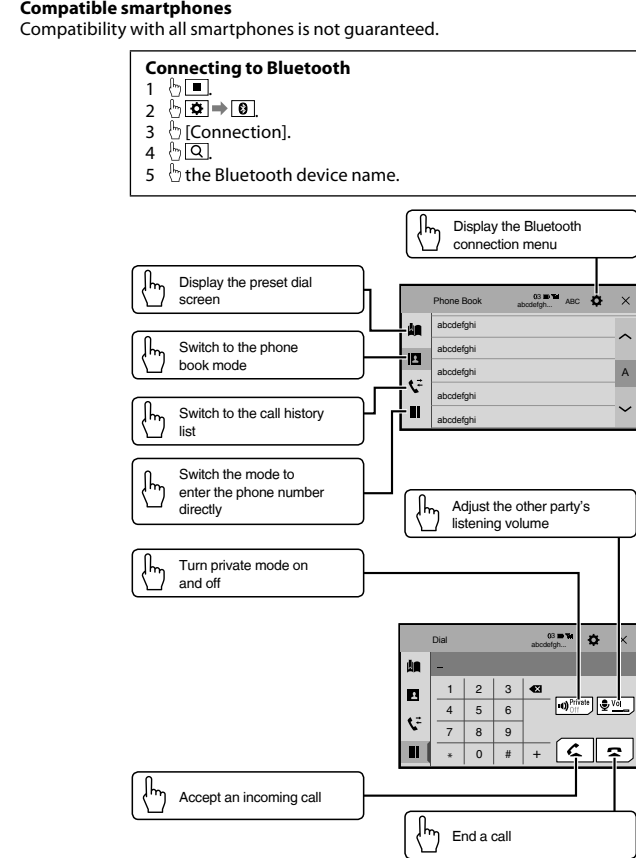 Compatible smartphones
Compatibility with all smartphones is not guaranteed.
Connecting to Bluetooth
1 .
2 .
3 [Connection].
4 .
5 the Bluetooth device name.
Display the Bluetooth
connection menu
Display the preset dial
screen
Switch to the phone
book mode
Switch to the call history
list
Switch the mode to
enter the phone number
directly
Phone Book
03
abcdefgh...
ABC
abcdefghi
abcdefghi
abcdefghi
A
abcdefghi
abcdefghi
Adjust the other party's
listening volume
Turn private mode on
and off
Dial
03
abcdefgh...
–
1 2 3
4 5 6
Private
Off
Vol
7 8 9
* 0 # +
Accept an incoming call
End a call